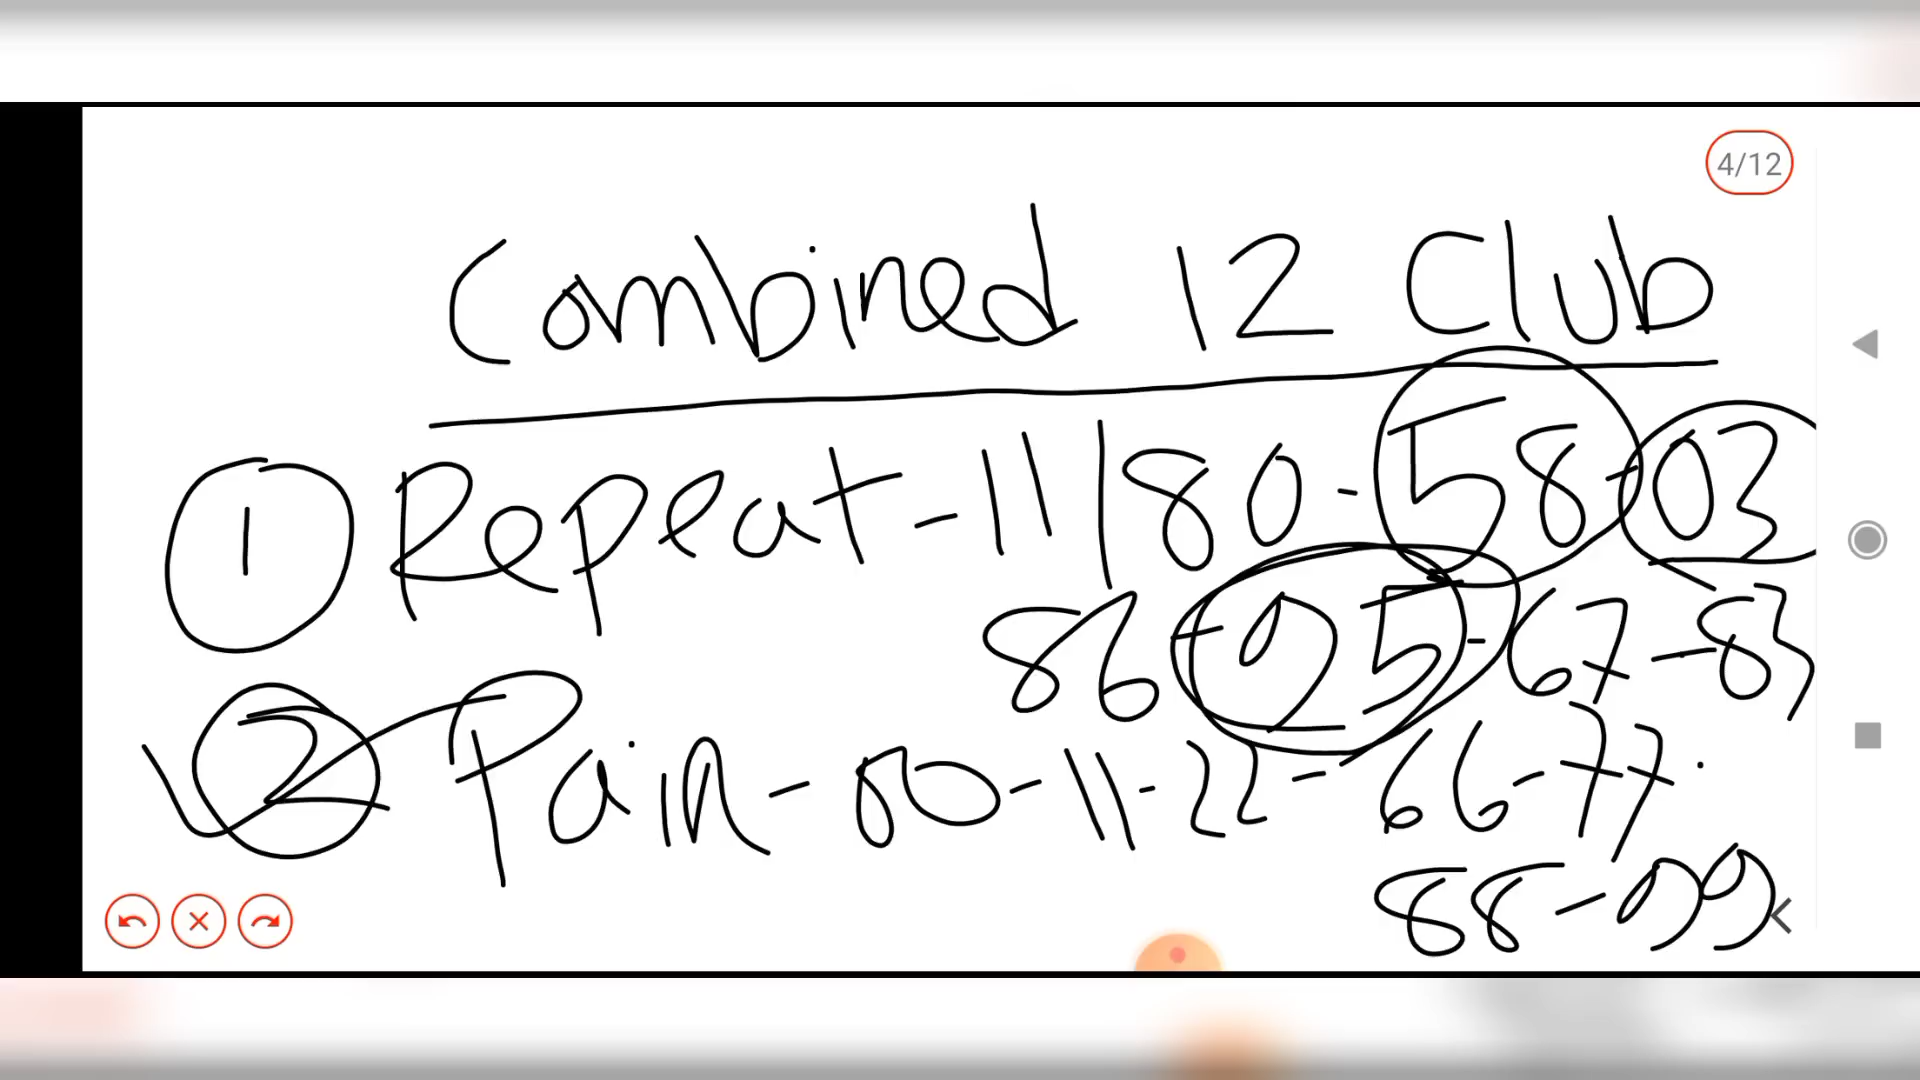 4/12
Combined 12 Club
1 Repeat - 11 | 80 - 58 - 03
86 - 25 - 67 - 83
2 Pair - 00 - 11 - 22 - 66 - 77.
88 - 99